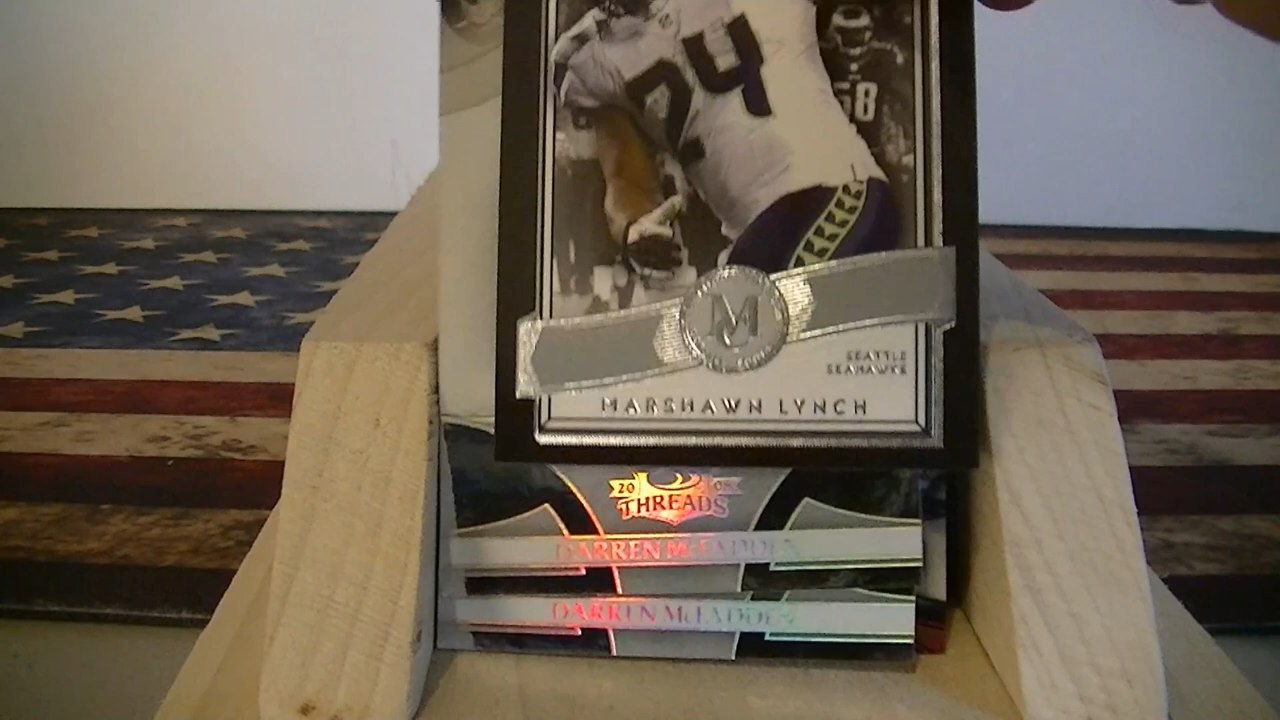 24
58
M
SEATTLE
SEAHAWKS
MARSHAWN LYNCH
20 08
THREADS
DARREN McFADDEN
DARREN McFADDEN